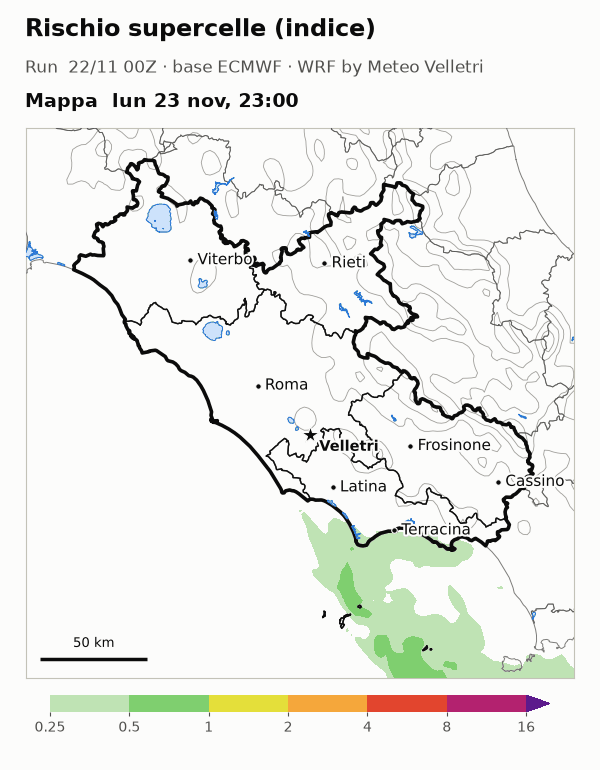 Rischio supercelle (indice)
Run  22/11 00Z · base ECMWF · WRF by Meteo Velletri
Mappa  lun 23 nov, 23:00
Viterbo
Rieti
Roma
Velletri
Frosinone
Latina
Cassino
Terracina
50 km
0.25 0.5 1 2 4 8 16